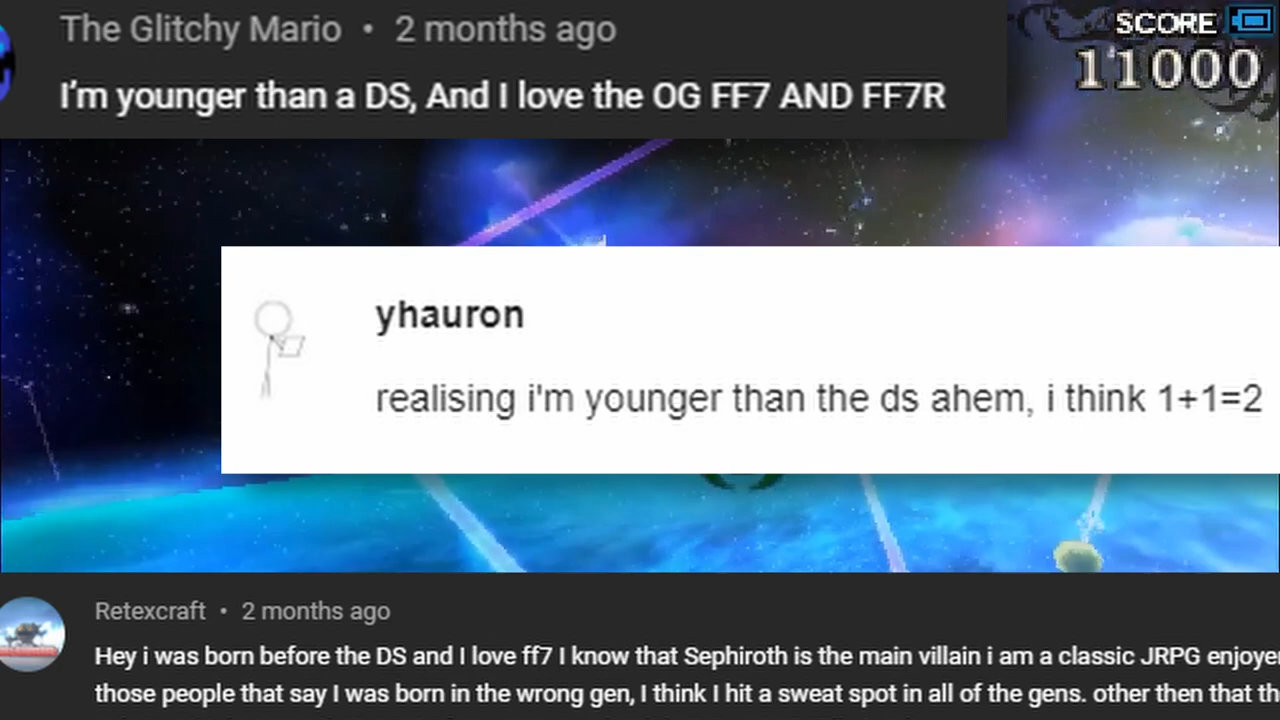 The Glitchy Mario • 2 months ago
SCORE
11000
I'm younger than a DS, And I love the OG FF7 AND FF7R
yhauron
realising i'm younger than the ds ahem, i think 1+1=2
Retexcraft • 2 months ago
Hey i was born before the DS and I love ff7 I know that Sephiroth is the main villain i am a classic JRPG
those people that say I was born in the wrong gen, I think I hit a sweat spot in all of the gens. other then that